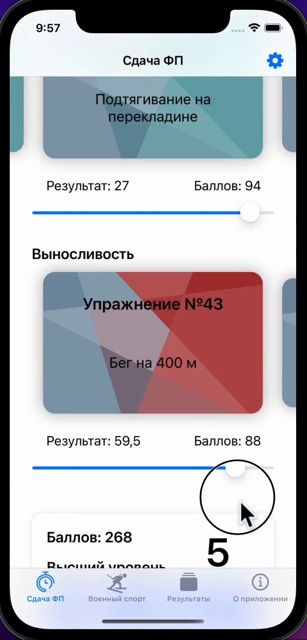 9:57
Сдача ФП
Подтягивание на
перекладине
Результат: 27
Баллов: 94
Выносливость
Упражнение №43
Бег на 400 м
Результат: 59,5
Баллов: 88
Баллов: 268
Высший уровень
5
Сдача ФП
Военный спорт
Результаты
О приложении